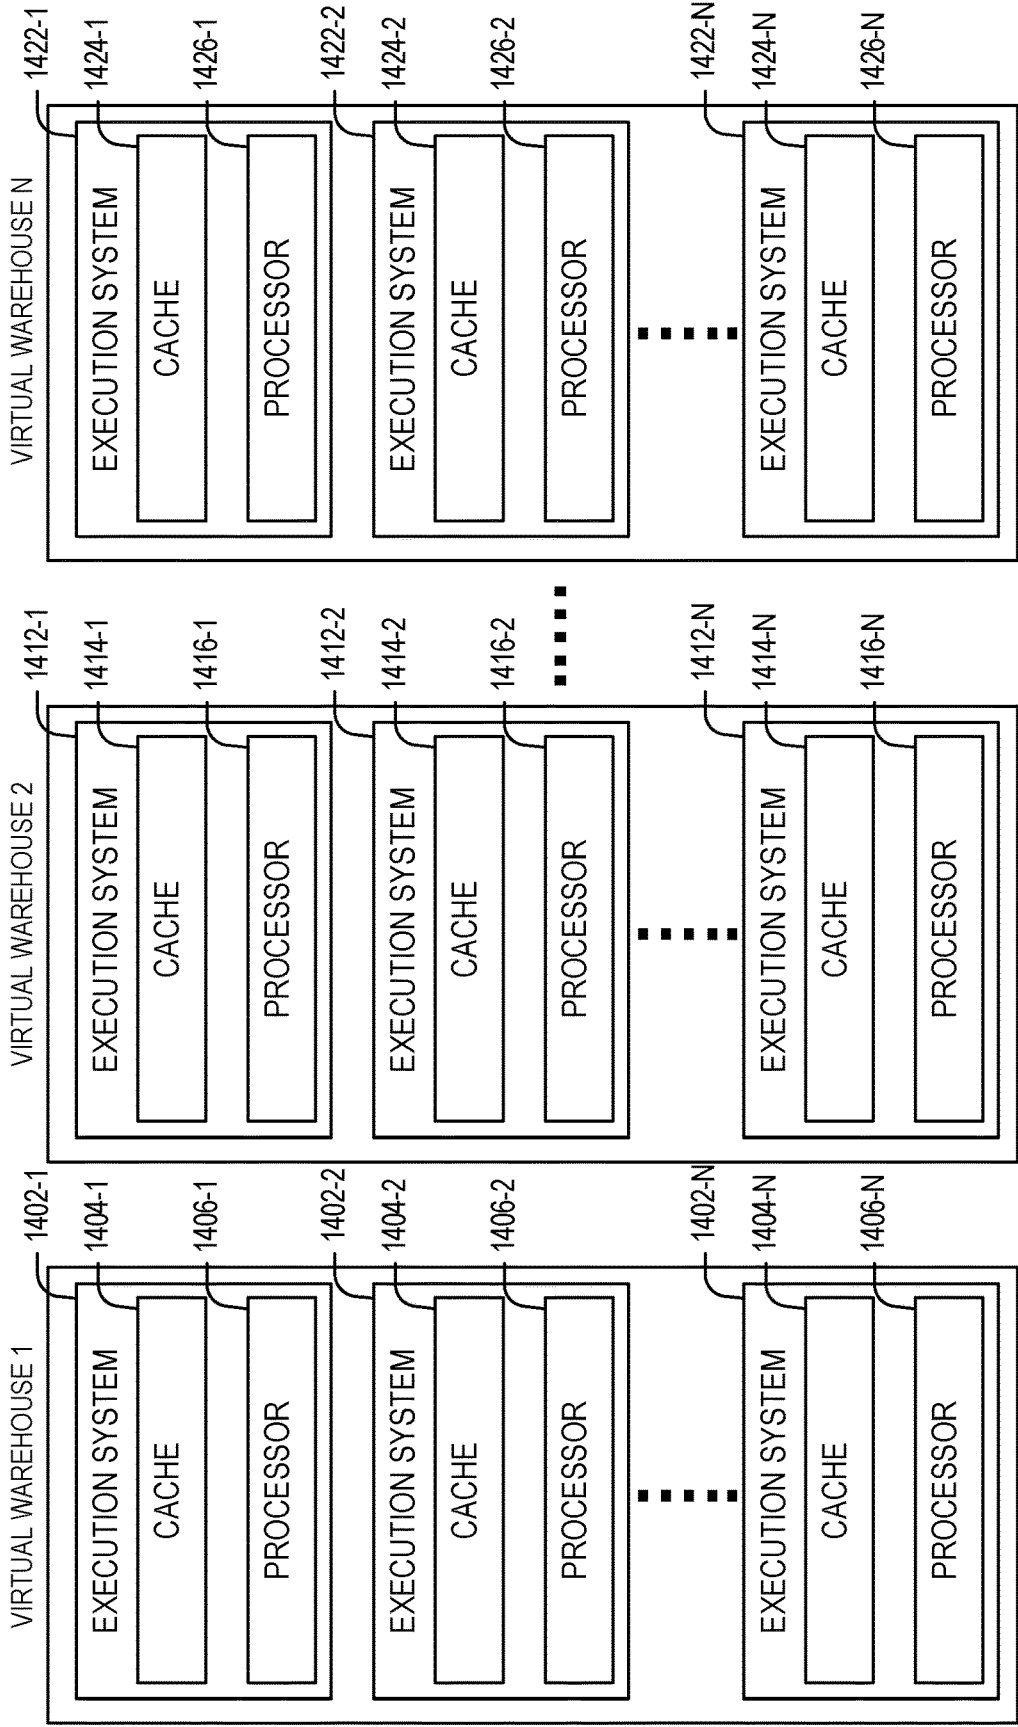 VIRTUAL WAREHOUSE 1
1402-1
EXECUTION SYSTEM
1404-1
CACHE
1406-1
PROCESSOR
1402-2
EXECUTION SYSTEM
1404-2
CACHE
1406-2
PROCESSOR
1402-N
EXECUTION SYSTEM
1404-N
CACHE
1406-N
PROCESSOR
VIRTUAL WAREHOUSE 2
1412-1
EXECUTION SYSTEM
1414-1
CACHE
1416-1
PROCESSOR
1412-2
EXECUTION SYSTEM
1414-2
CACHE
1416-2
PROCESSOR
1412-N
EXECUTION SYSTEM
1414-N
CACHE
1416-N
PROCESSOR
VIRTUAL WAREHOUSE N
1422-1
EXECUTION SYSTEM
1424-1
CACHE
1426-1
PROCESSOR
1422-2
EXECUTION SYSTEM
1424-2
CACHE
1426-2
PROCESSOR
1422-N
EXECUTION SYSTEM
1424-N
CACHE
1426-N
PROCESSOR